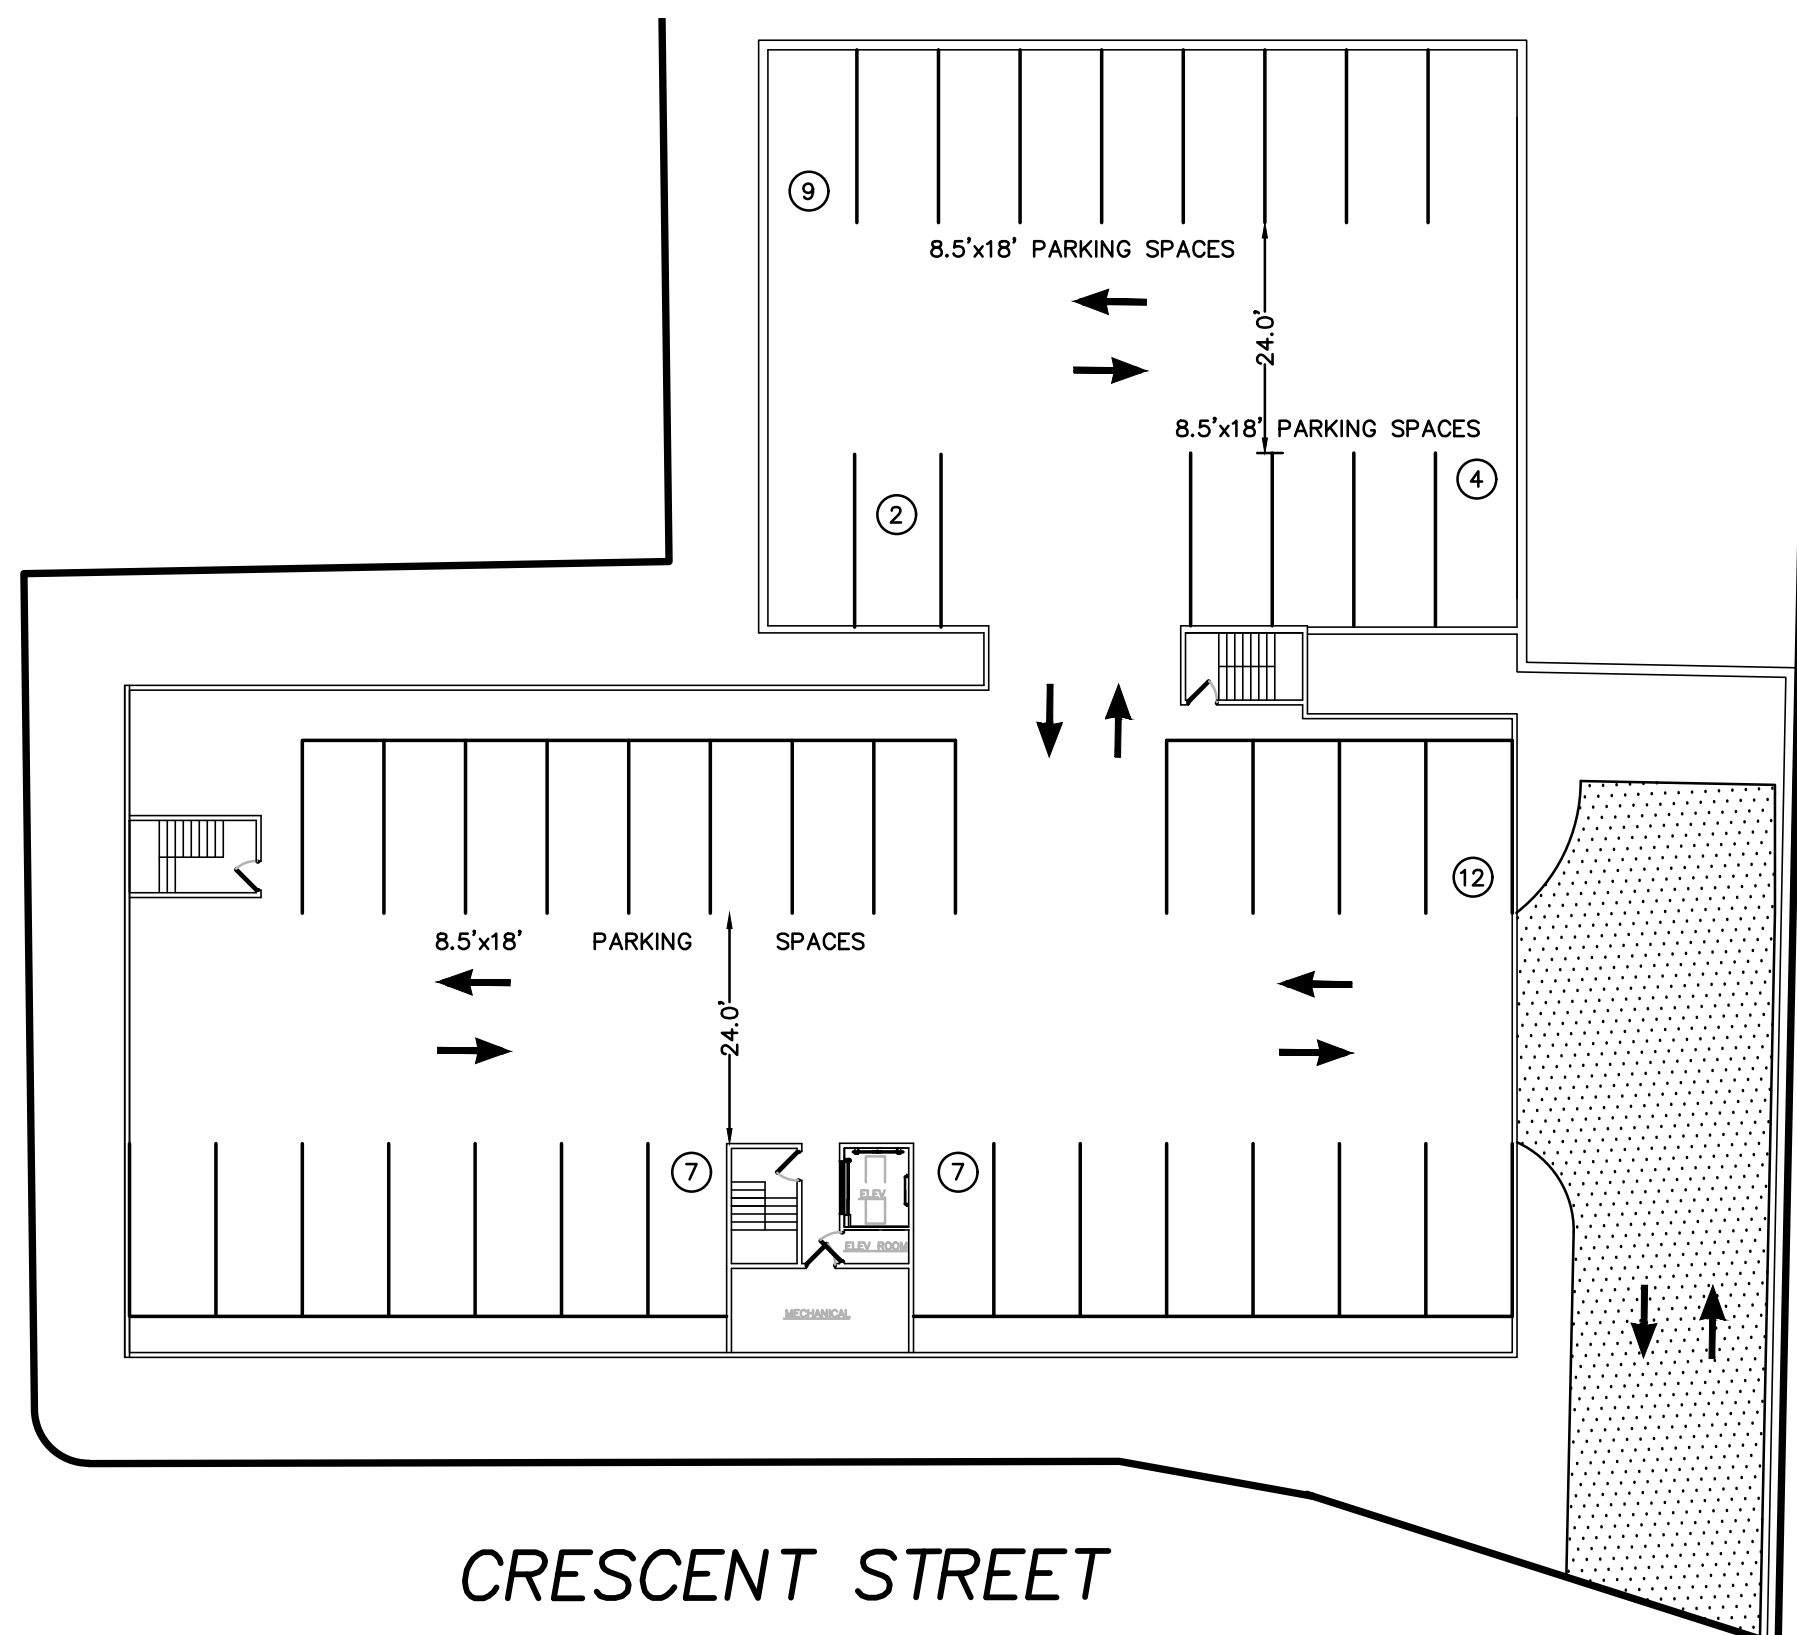 9
8.5'x18' PARKING SPACES
24.0'
8.5'x18' PARKING SPACES
4
2
12
8.5'x18' PARKING SPACES
24.0'
7
7
ELEV
ELEV ROOM
MECHANICAL
CRESCENT STREET